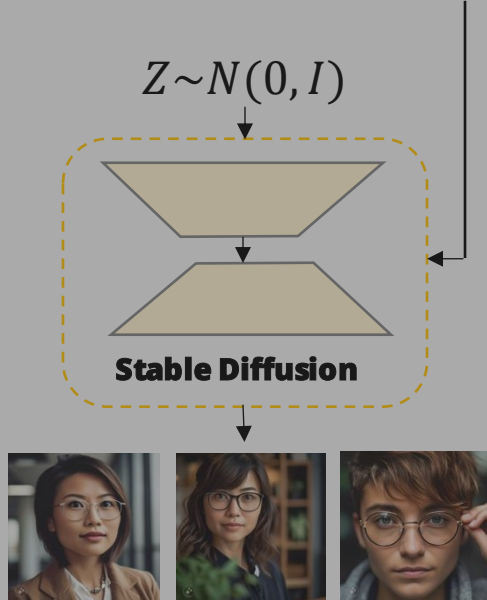 Z~N(0, I)
Stable Diffusion